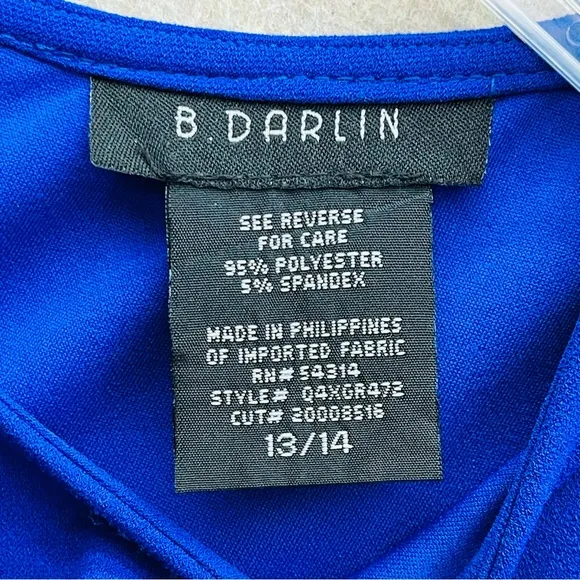 B. DARLIN
SEE REVERSE
FOR CARE
95% POLYESTER
5% SPANDEX
MADE IN PHILIPPINES
OF IMPORTED FABRIC
RN# 54314
STYLE# Q4XGR472
CUT# 20008516
13/14